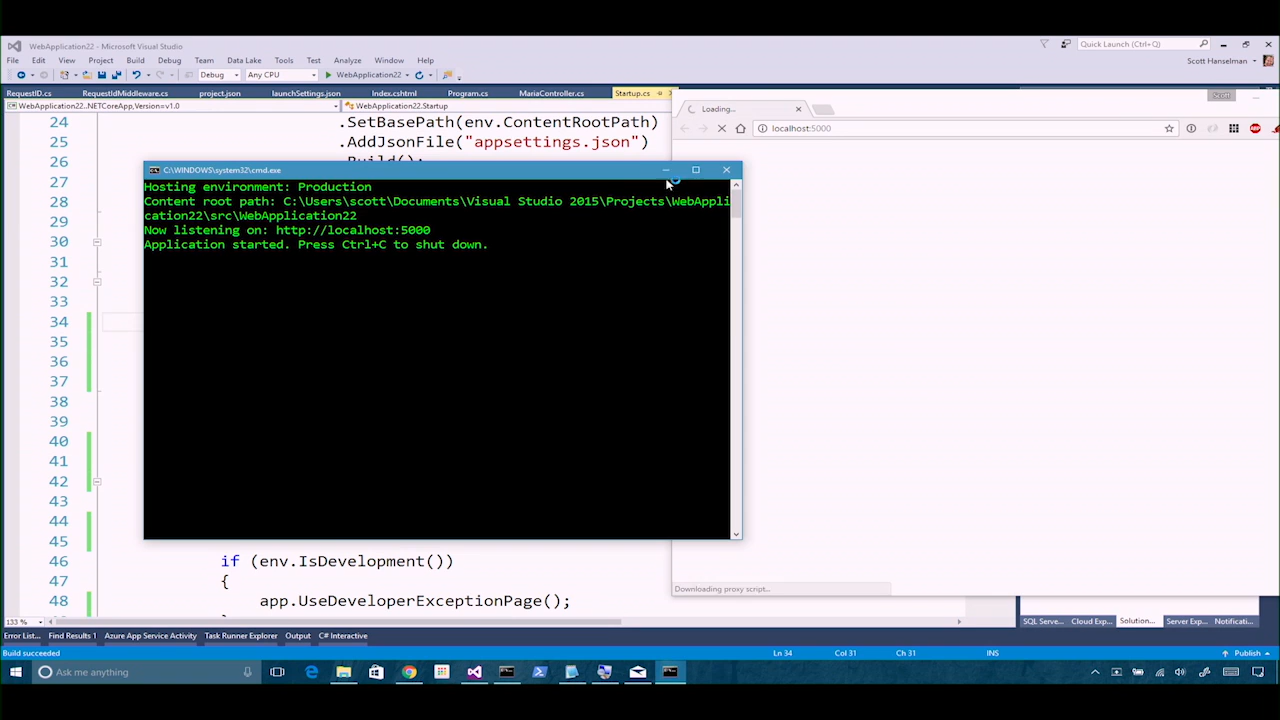 WebApplication22 - Microsoft Visual Studio
Quick Launch (Ctrl+Q)
File Edit View Project Build Debug Team Data Lake Tools Test Analyze Window Help
Scott Hanselman
Debug Any CPU WebApplication22
RequestID.cs RequestIdMiddleware.cs project.json launchSettings.json Index.cshtml Program.cs MariaController.cs Startup.cs
WebApplication22..NETCoreApp,Version=v1.0 WebApplication22.Startup
Scott
Loading...
localhost:5000
24 .SetBasePath(env.ContentRootPath)
25 .AddJsonFile("appsettings.json")
26 .Build();
C:\WINDOWS\system32\cmd.exe
Hosting environment: Production
Content root path: C:\Users\scott\Documents\Visual Studio 2015\Projects\WebAppli
cation22\src\WebApplication22
Now listening on: http://localhost:5000
Application started. Press Ctrl+C to shut down.
27
28
29
30
31
32
33
34
35
36
37
38
39
40
41
42
43
44
45
46 if (env.IsDevelopment())
47 {
48 app.UseDeveloperExceptionPage();
Downloading proxy script...
133 %
SQL Serve... Cloud Exp... Solution... Server Exp... Notificati...
Error List... Find Results 1 Azure App Service Activity Task Runner Explorer Output C# Interactive
Build succeeded Ln 34 Col 31 Ch 31 INS Publish
Ask me anything